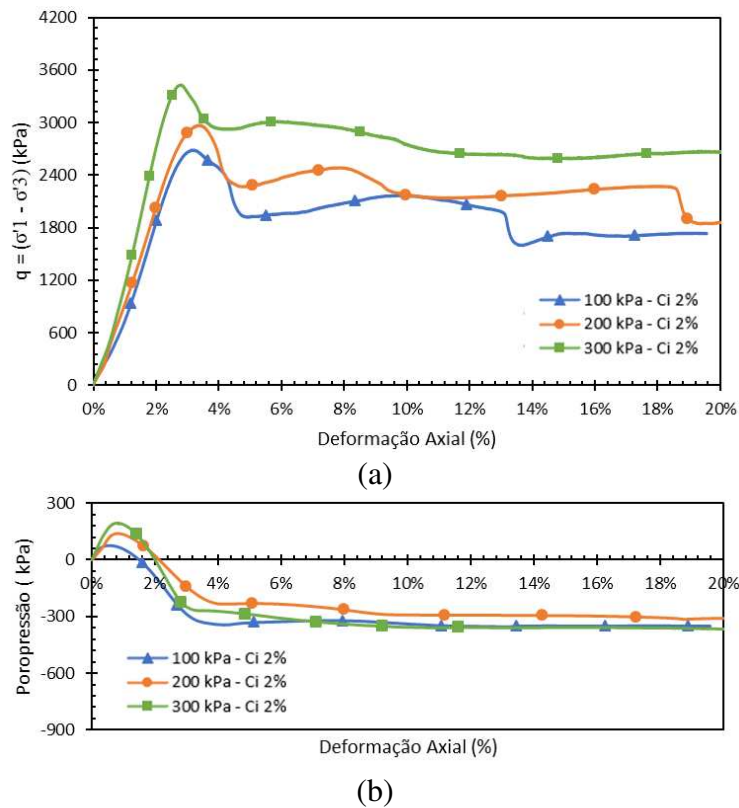 4200
3600
3000
2400
1800
1200
600
0
q = (σ'1 - σ'3) (kPa)
100 kPa - Ci 2%
200 kPa - Ci 2%
300 kPa - Ci 2%
0% 2% 4% 6% 8% 10% 12% 14% 16% 18% 20%
Deformação Axial (%)
(a)
300
0
-300
-600
-900
Poropressão ( kPa)
0% 2% 4% 6% 8% 10% 12% 14% 16% 18% 20%
100 kPa - Ci 2%
200 kPa - Ci 2%
300 kPa - Ci 2%
Deformação Axial (%)
(b)